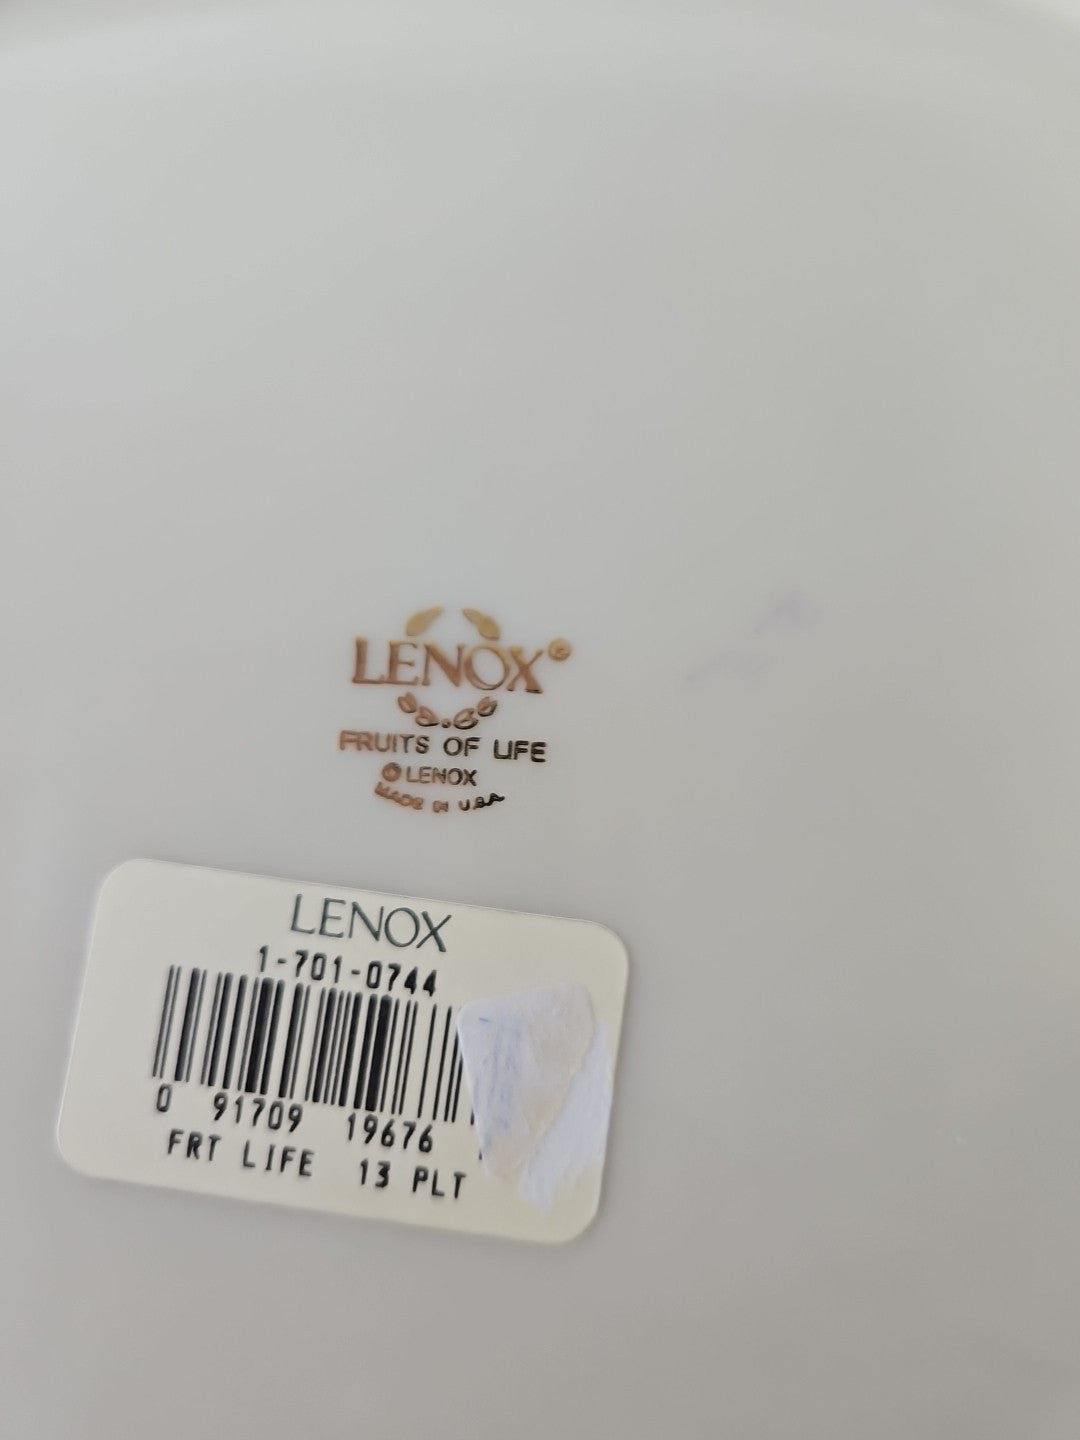 LENOX®
FRUITS OF LIFE
© LENOX
MADE IN U.S.A.
LENOX
1-701-0744
0 91709 19676
FRT LIFE 13 PLT